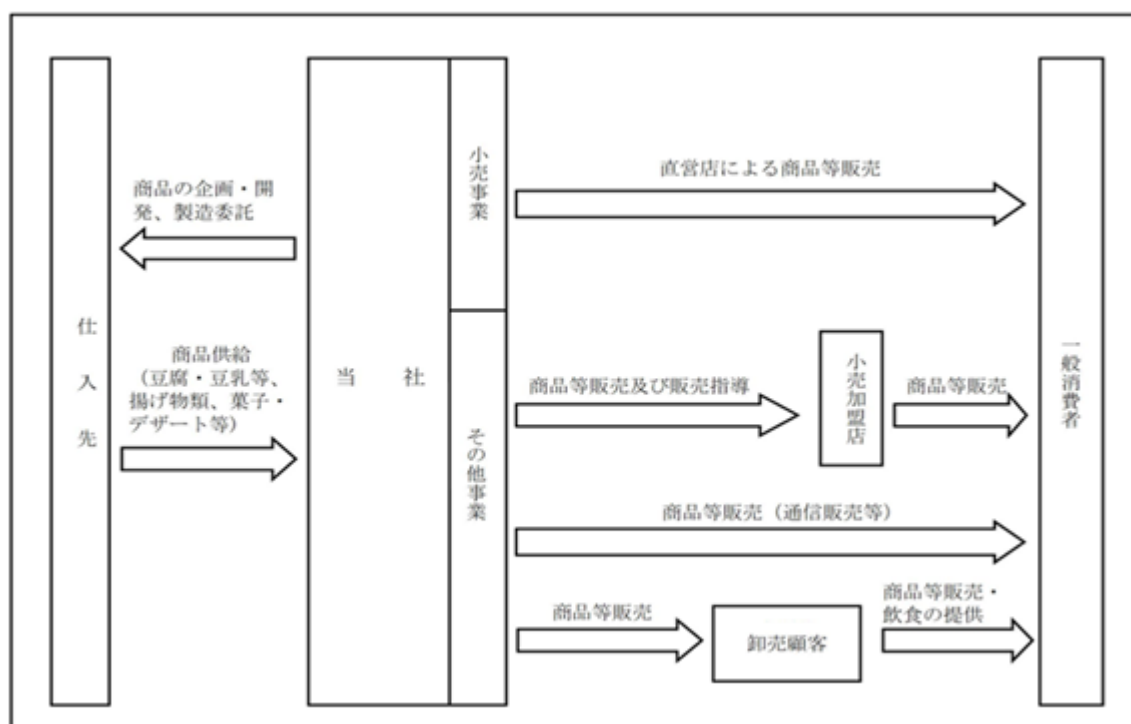 仕入先
商品の企画・開
発、製造委託
商品供給
（豆腐・豆乳等、
揚げ物類、菓子・
デザート等）
当社
小売事業
その他事業
直営店による商品等販売
商品等販売及び販売指導
小売加盟店
商品等販売
商品等販売（通信販売等）
商品等販売
卸売顧客
商品等販売・
飲食の提供
一般消費者